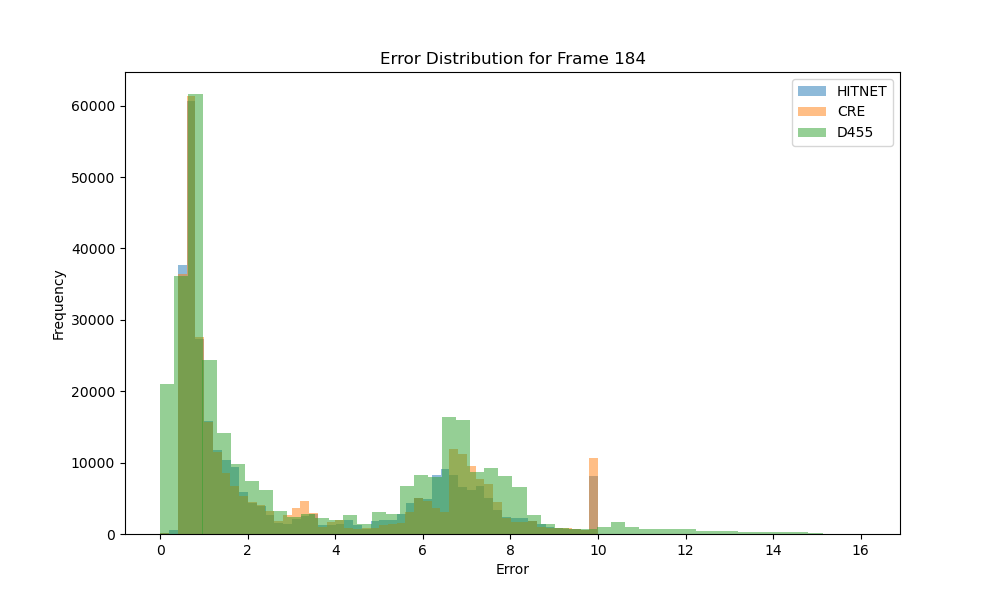 Error Distribution for Frame 184
HITNET
CRE
D455
Frequency
60000
50000
40000
30000
20000
10000
0
0 2 4 6 8 10 12 14 16
Error